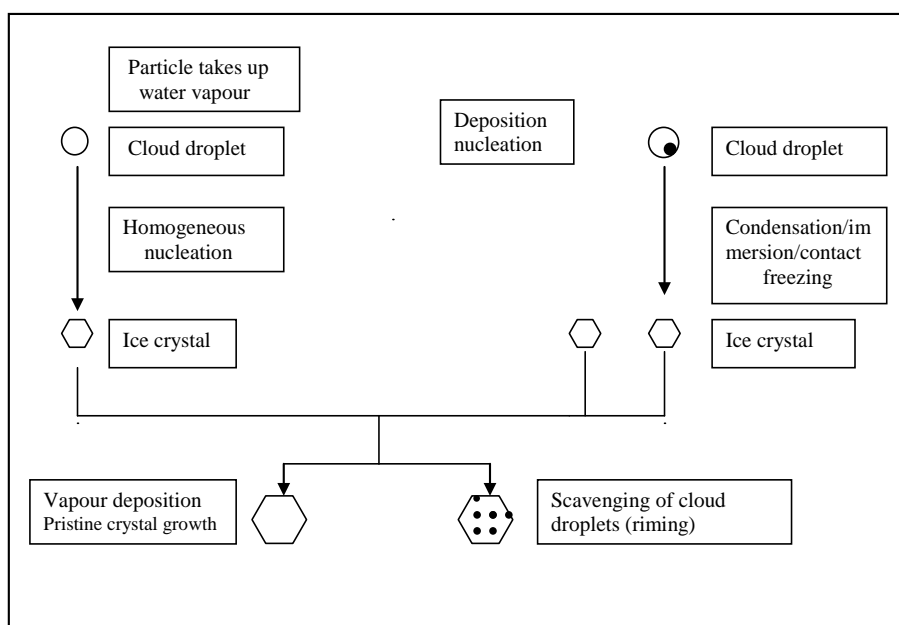 Particle takes up
water vapour
Cloud droplet
Homogeneous
nucleation
Ice crystal
Deposition
nucleation
Cloud droplet
Condensation/im
mersion/contact
freezing
Ice crystal
Vapour deposition
Pristine crystal growth
Scavenging of cloud
droplets (riming)